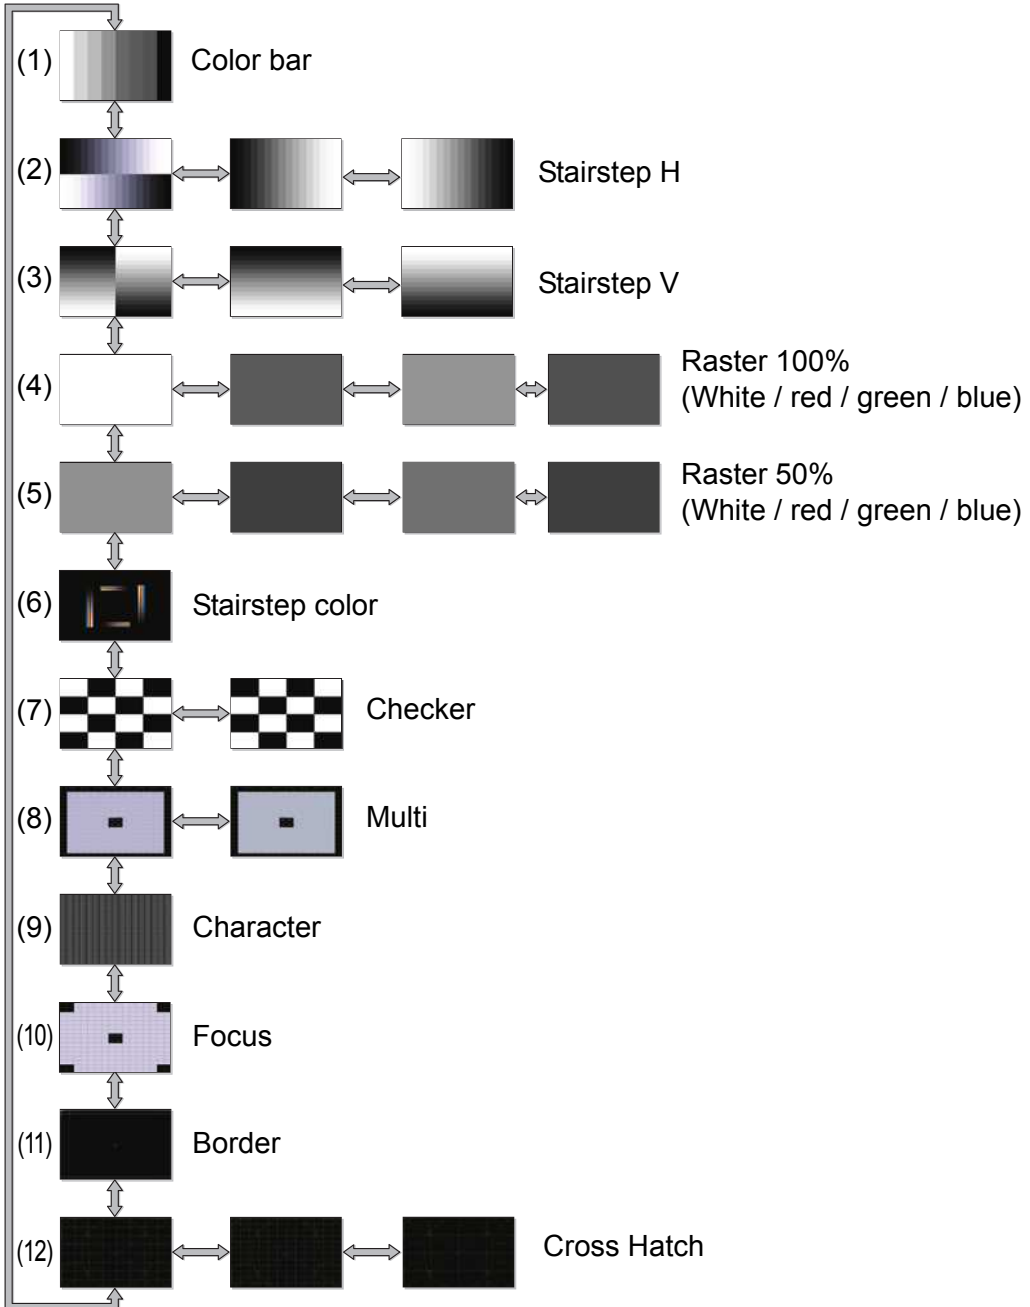 (1) Color bar
(2) Stairstep H
(3) Stairstep V
(4) Raster 100%
(White / red / green / blue)
(5) Raster 50%
(White / red / green / blue)
(6) Stairstep color
(7) Checker
(8) Multi
(9) Character
(10) Focus
(11) Border
(12) Cross Hatch